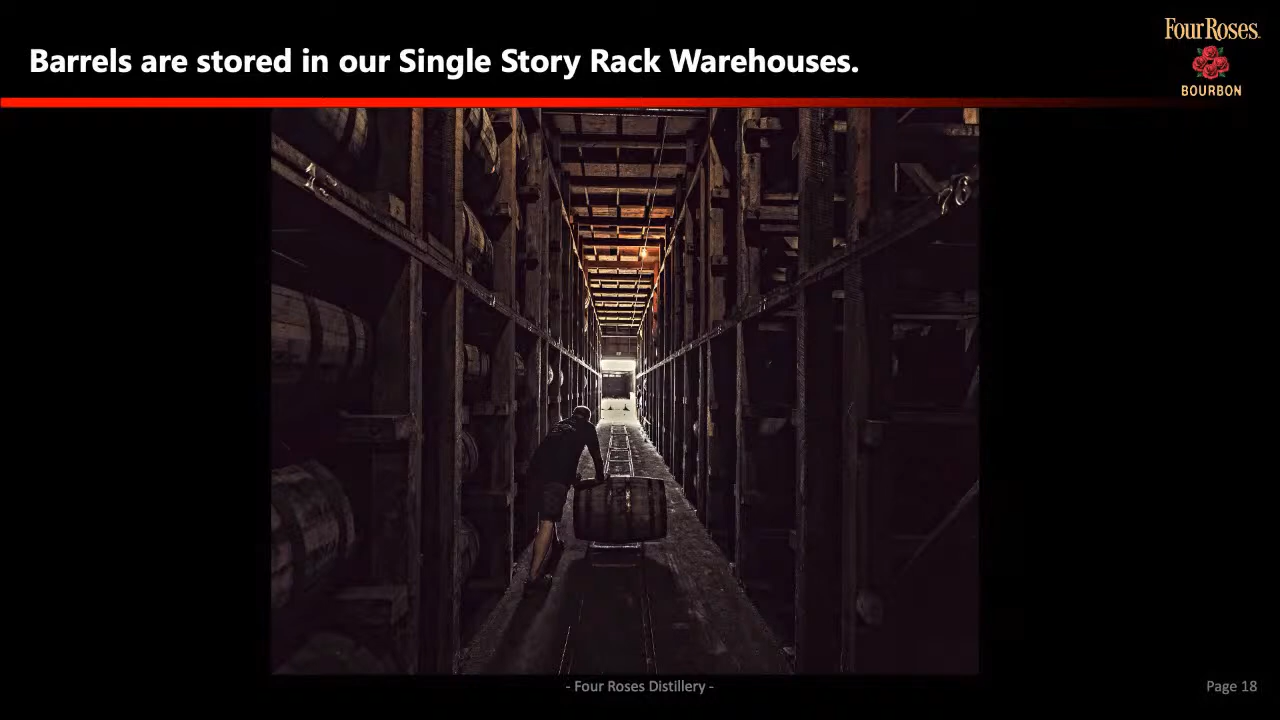 Barrels are stored in our Single Story Rack Warehouses.
Four Roses
BOURBON
- Four Roses Distillery -
Page 18